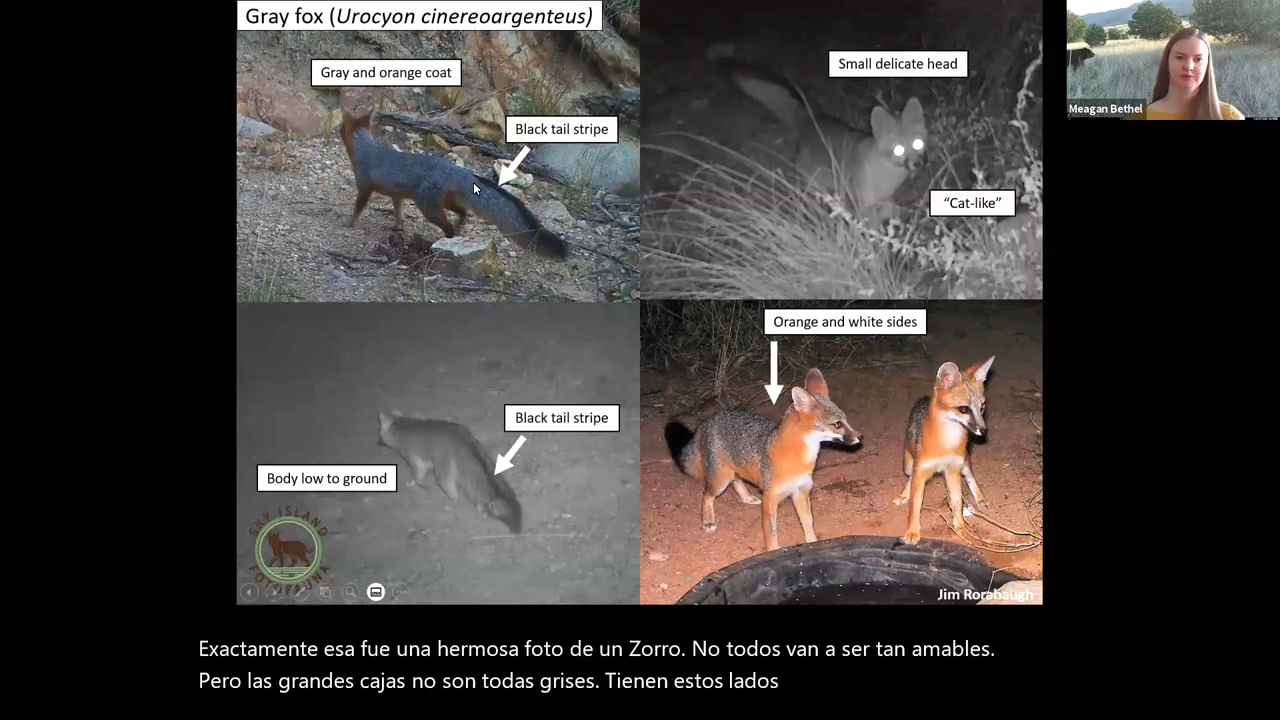 Gray fox (Urocyon cinereoargenteus)
Gray and orange coat
Black tail stripe
Small delicate head
"Cat-like"
Meagan Bethel
Black tail stripe
Body low to ground
SKY ISLAND
Orange and white sides
Jim Rorabaugh
Exactamente esa fue una hermosa foto de un Zorro. No todos van a ser tan amables.
Pero las grandes cajas no son todas grises. Tienen estos lados